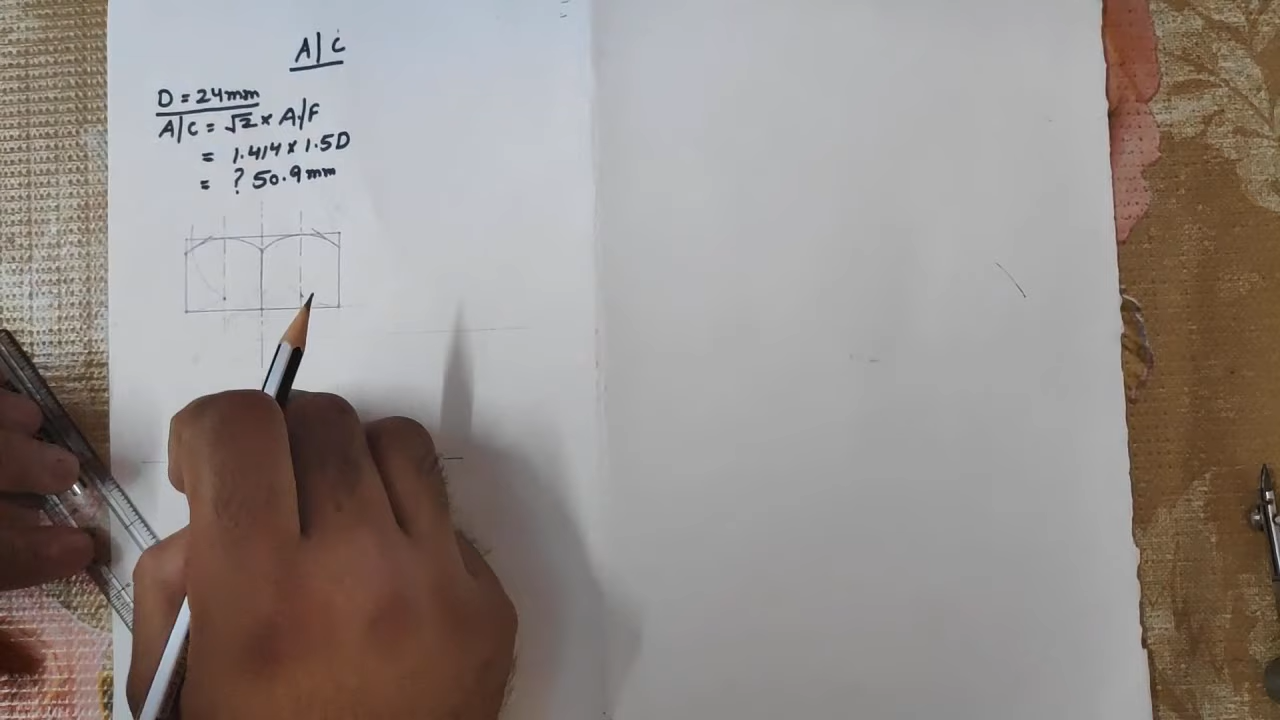 A/C
D = 24mm
A/C = √2 × A/F
= 1.414 × 1.5D
= ? 50.9mm